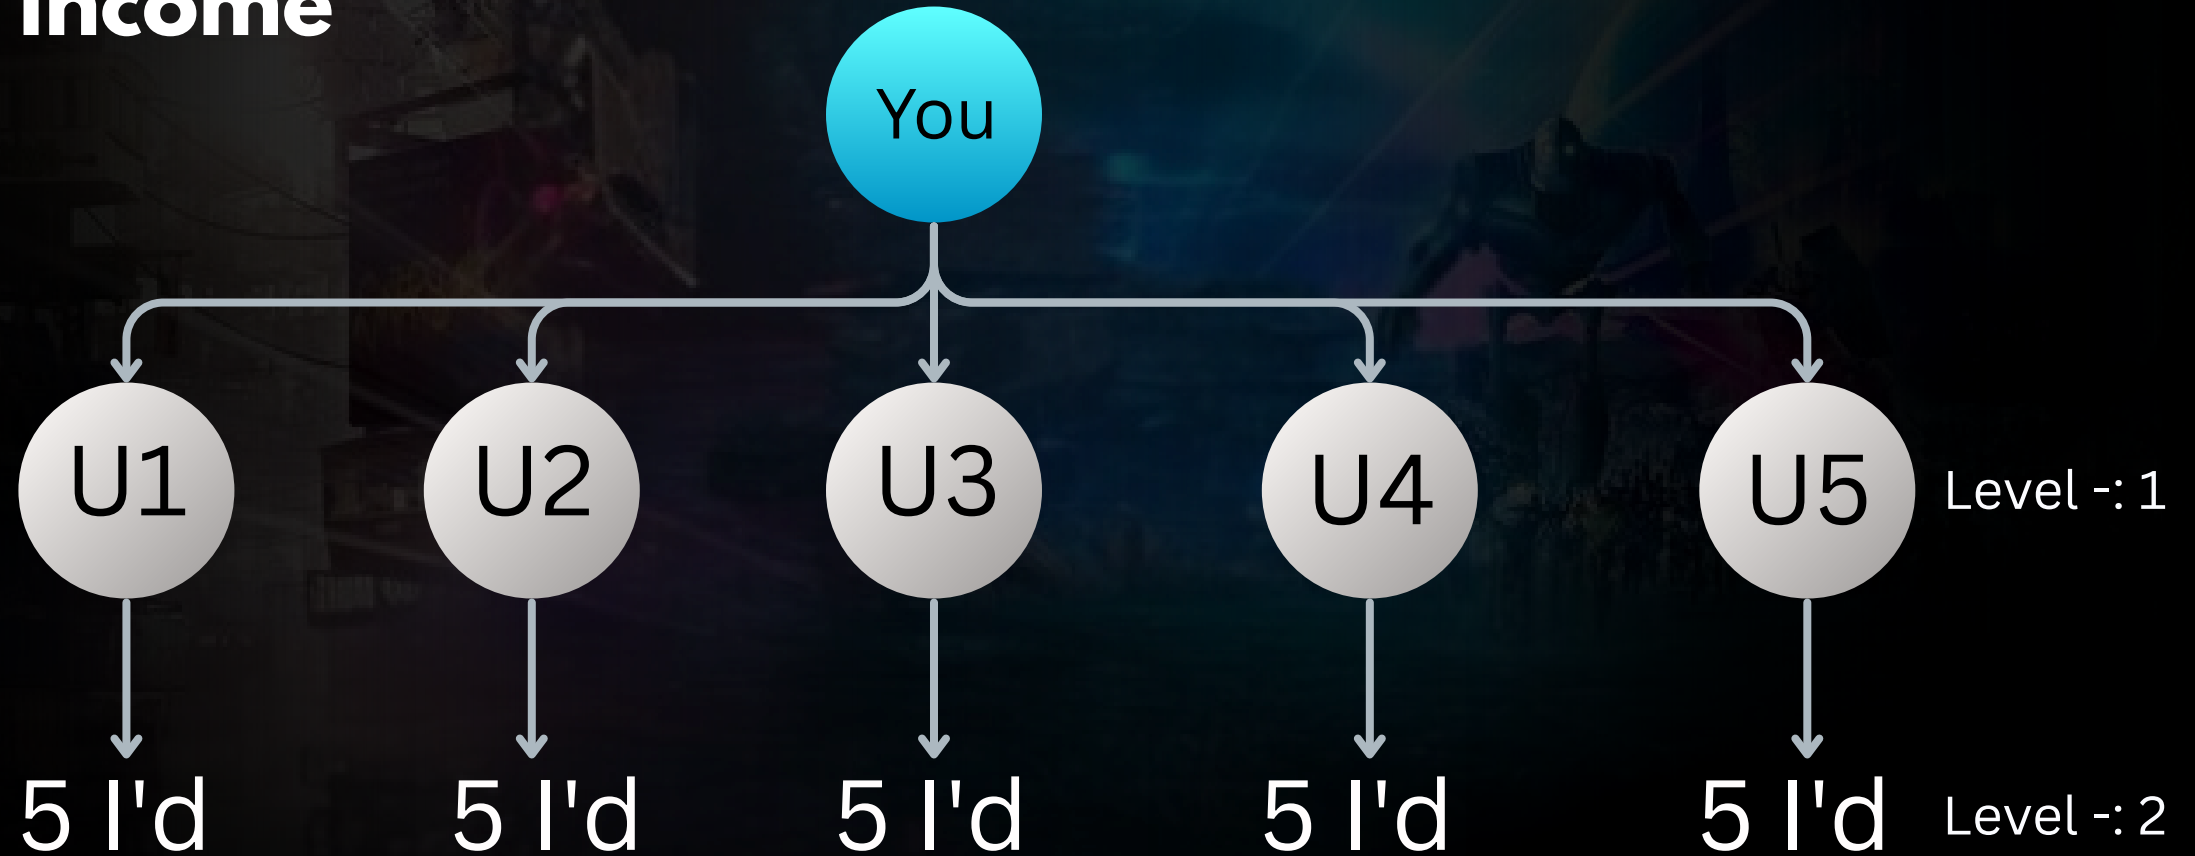 Income
You
U1 U2 U3 U4 U5 Level -: 1
5 I'd 5 I'd 5 I'd 5 I'd 5 I'd Level -: 2